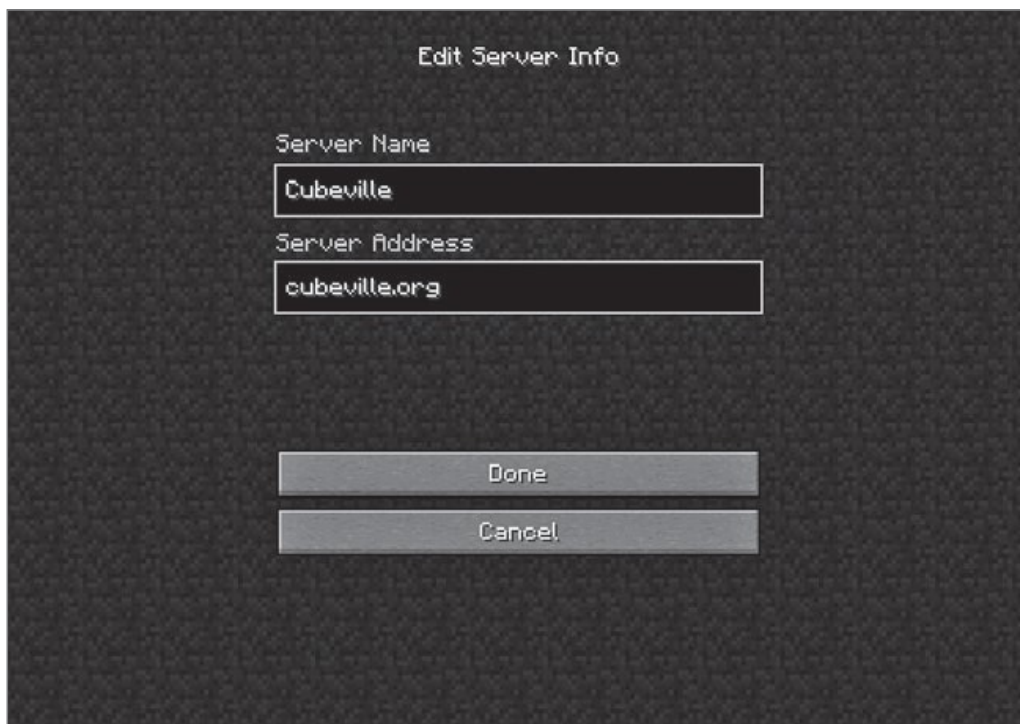 Edit Server Info
Server Name
Cubeville
Server Address
cubeville.org
Done
Cancel